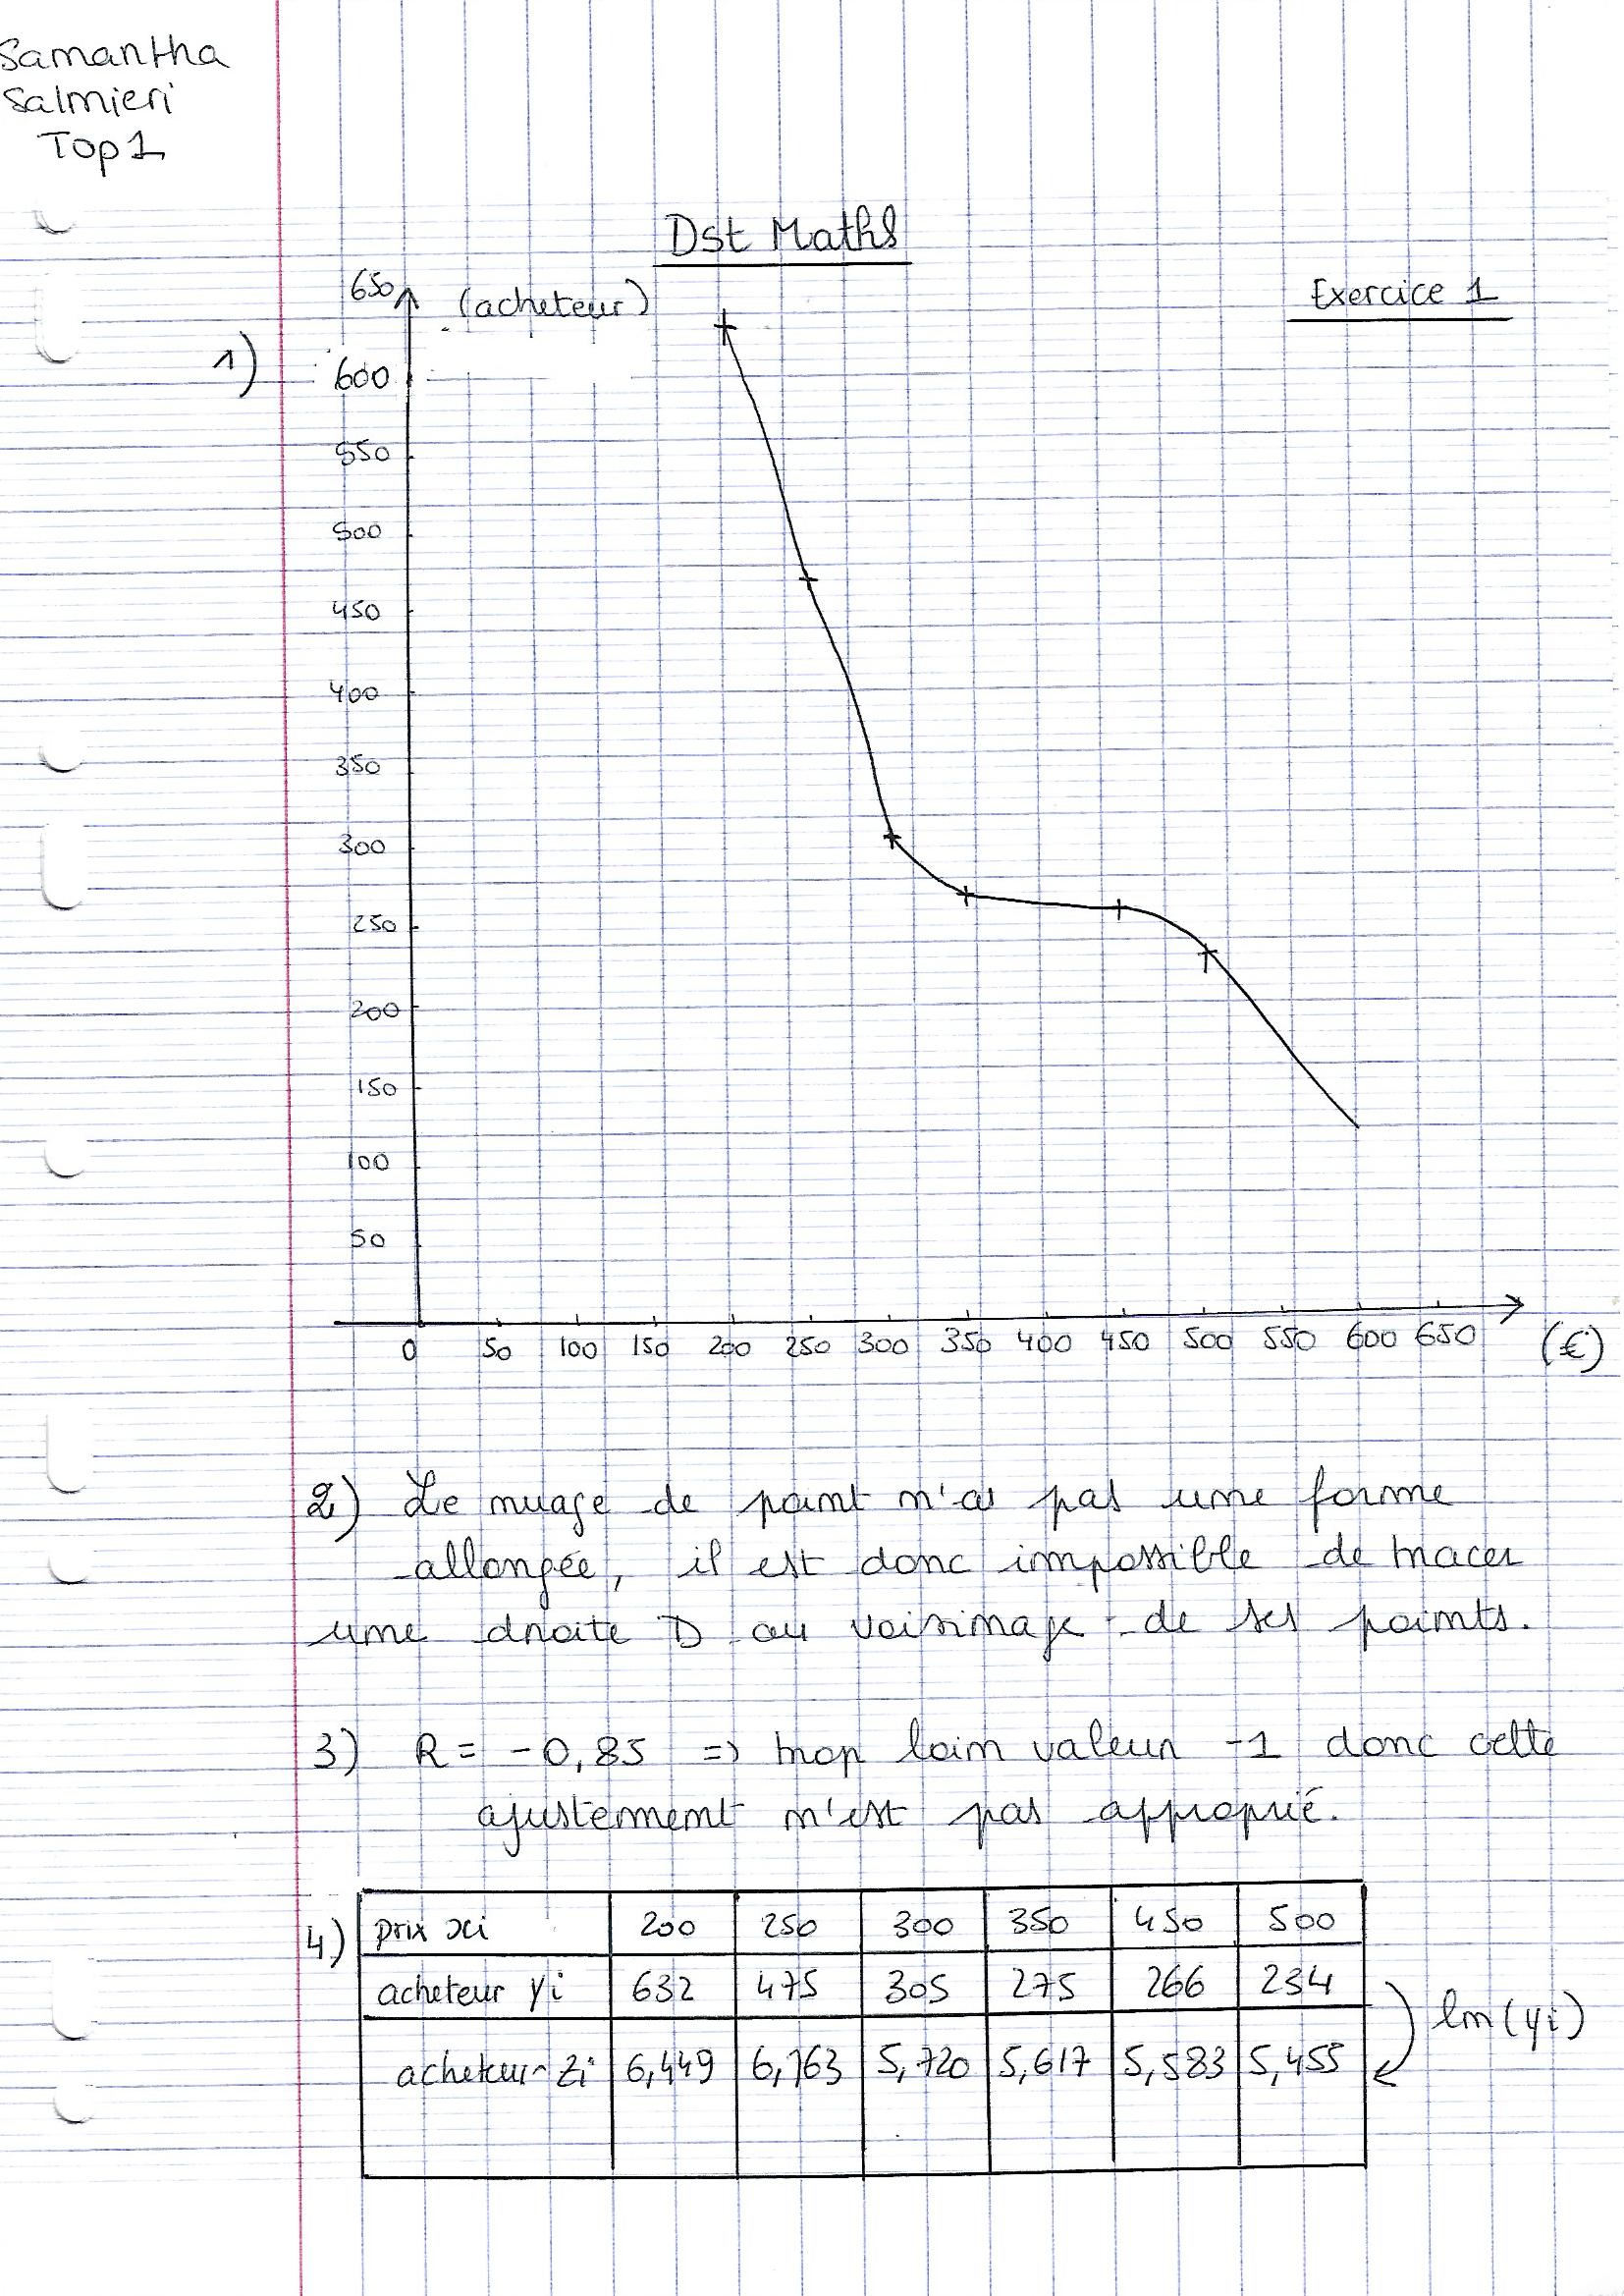 Samantha
Salmieri
Top 1
Dst Maths
Exercice 1
1)
(acheteur)
650
600
550
500
450
400
350
300
250
200
150
100
50
0 50 100 150 200 250 300 350 400 450 500 550 600 650 (€)
2) Le nuage de point n'as pas une forme
allongée, il est donc impossible de tracer
une droite D au voisinage de ses points.
3) R = -0,85 => trop loin valeur -1 donc cette
ajustement n'est pas approprié.
4) prix xi 200 250 300 350 450 500
acheteur yi 632 475 305 275 266 234
ln(yi)
acheteur zi 6,449 6,163 5,720 5,617 5,583 5,455